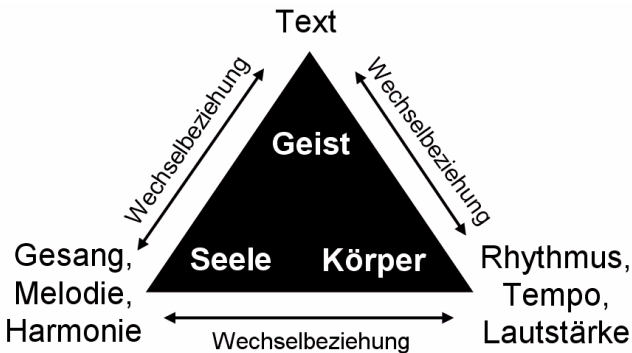 Text
Wechselbeziehung
Wechselbeziehung
Geist
Seele
Körper
Gesang,
Melodie,
Harmonie
Rhythmus,
Tempo,
Lautstärke
Wechselbeziehung